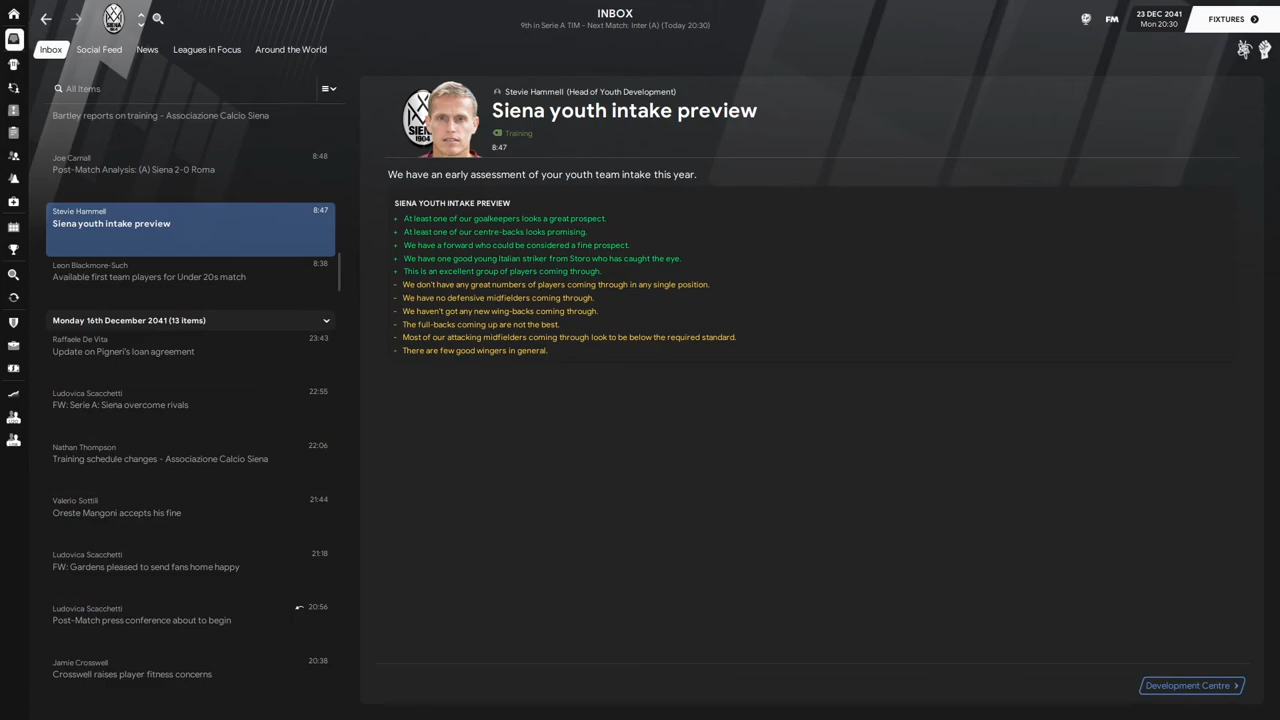 INBOX
9th in Serie A TIM - Next Match: Inter (A) (Today 20:30)
FM
23 DEC 2041
Mon 20:30
FIXTURES
Inbox
Social Feed
News
Leagues in Focus
Around the World
All Items
Bartley reports on training - Associazione Calcio Siena
Joe Carnall
8:48
Post-Match Analysis: (A) Siena 2-0 Roma
Stevie Hammell
8:47
Siena youth intake preview
Leon Blackmore-Such
8:38
Available first team players for Under 20s match
Monday 16th December 2041 (13 items)
Raffaele De Vita
23:43
Update on Pigneri's loan agreement
Ludovica Scacchetti
22:55
FW: Serie A: Siena overcome rivals
Nathan Thompson
22:06
Training schedule changes - Associazione Calcio Siena
Valerio Sottili
21:44
Oreste Mangoni accepts his fine
Ludovica Scacchetti
21:18
FW: Gardens pleased to send fans home happy
Ludovica Scacchetti
20:56
Post-Match press conference about to begin
Jamie Crosswell
20:38
Crosswell raises player fitness concerns
SIENA
1904
Stevie Hammell (Head of Youth Development)
Siena youth intake preview
Training
8:47
We have an early assessment of your youth team intake this year.
SIENA YOUTH INTAKE PREVIEW
+ At least one of our goalkeepers looks a great prospect.
+ At least one of our centre-backs looks promising.
+ We have a forward who could be considered a fine prospect.
+ We have one good young Italian striker from Storo who has caught the eye.
+ This is an excellent group of players coming through.
- We don't have any great numbers of players coming through in any single position.
- We have no defensive midfielders coming through.
- We haven't got any new wing-backs coming through.
- The full-backs coming up are not the best.
- Most of our attacking midfielders coming through look to be below the required standard.
- There are few good wingers in general.
Development Centre